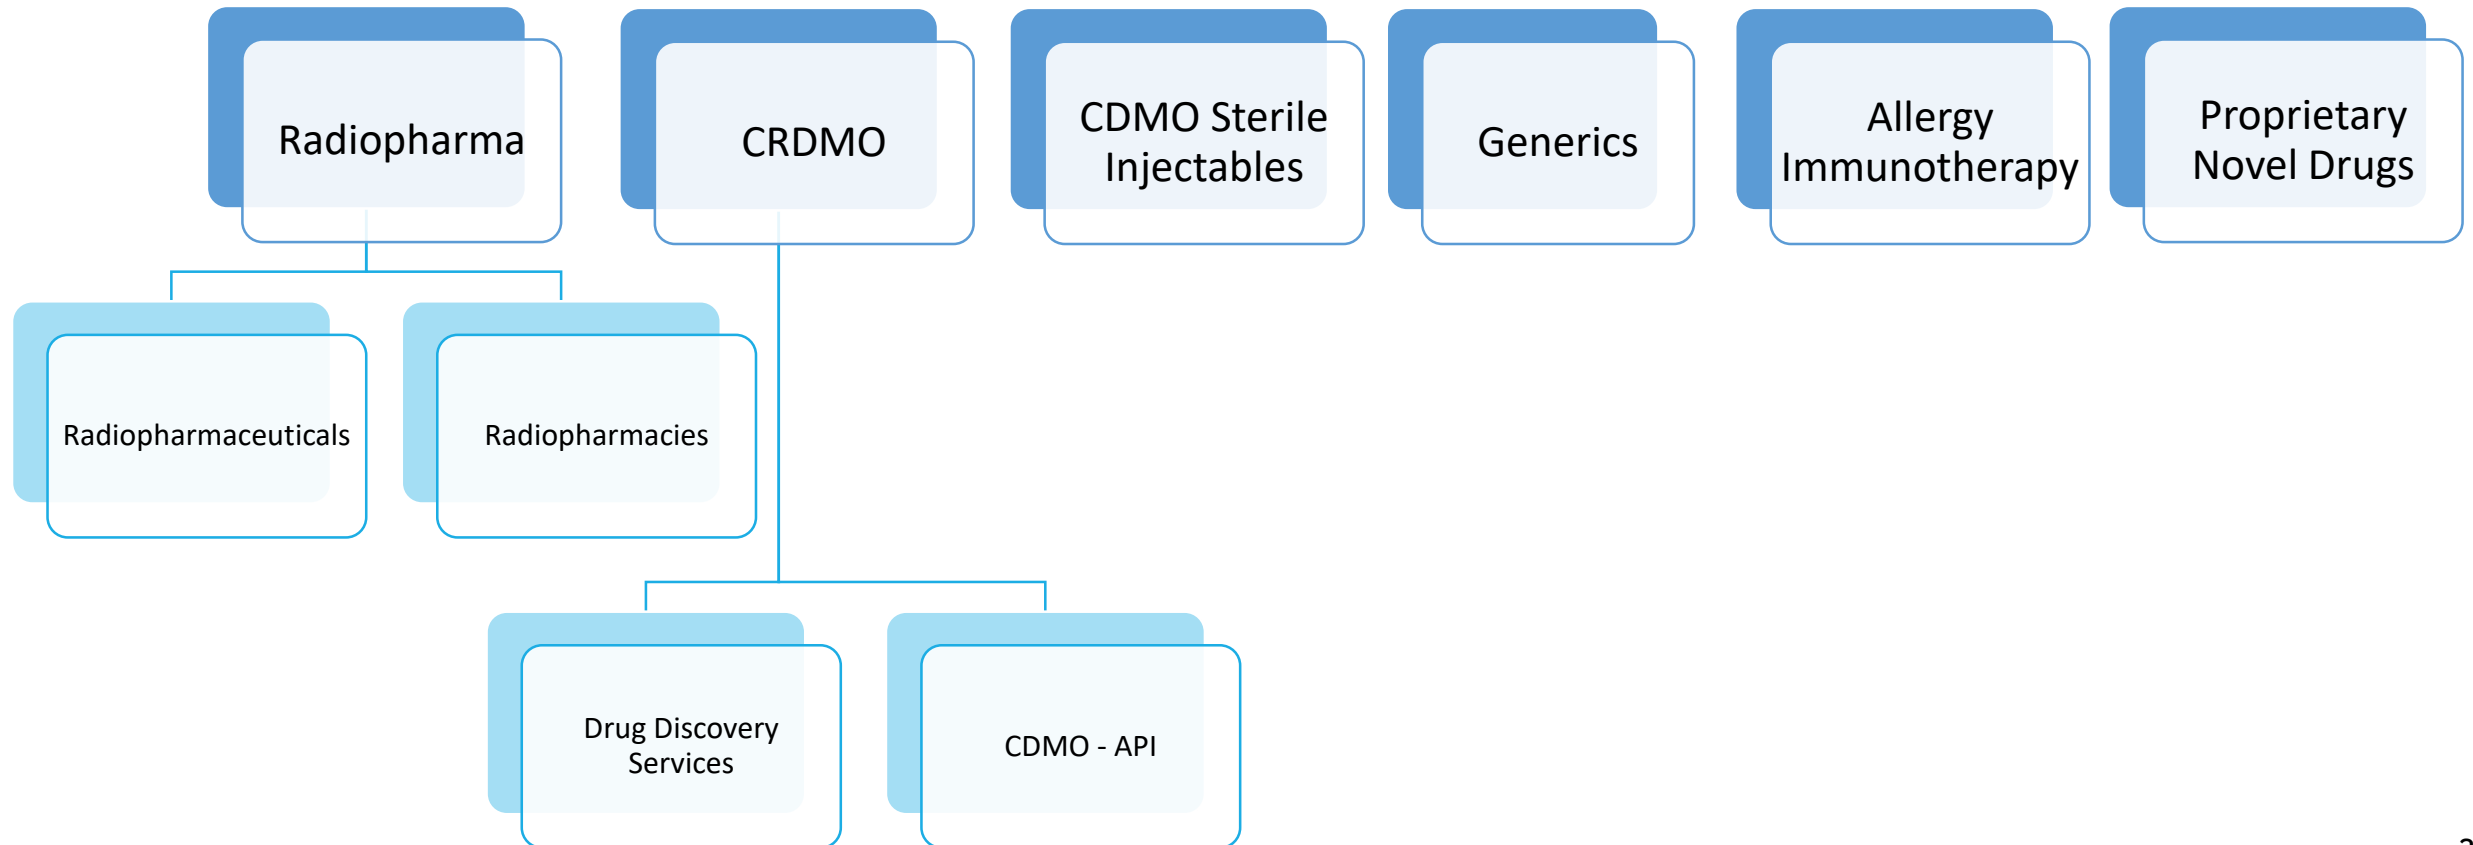 Radiopharma
CRDMO
CDMO Sterile
Injectables
Generics
Allergy
Immunotherapy
Proprietary
Novel Drugs
Radiopharmaceuticals
Radiopharmacies
Drug Discovery
Services
CDMO - API